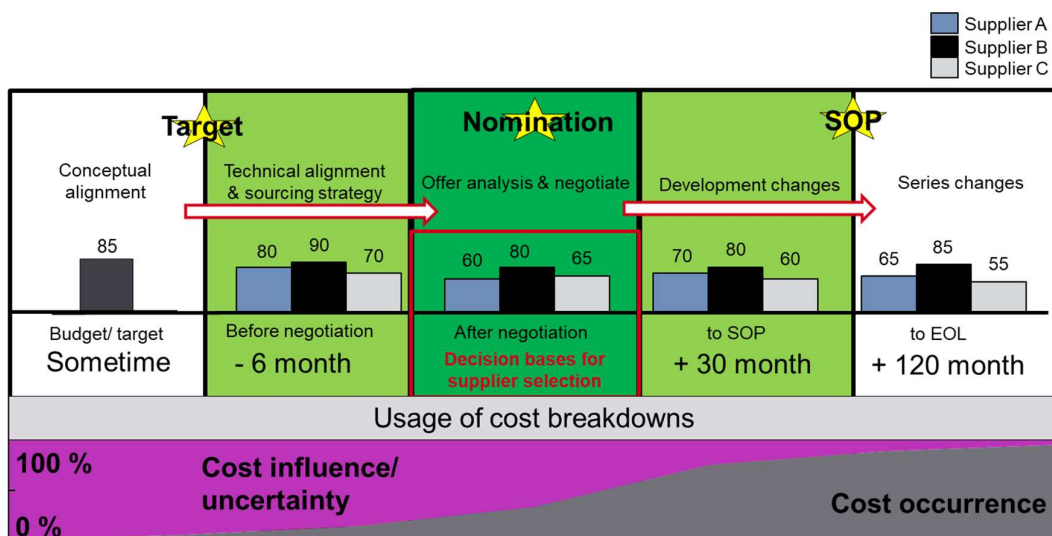 Supplier A
Supplier B
Supplier C
Target
Nomination
SOP
Conceptual
alignment
Technical alignment
& sourcing strategy
Offer analysis & negotiate
Development changes
Series changes
85
80 90 70
60 80 65
70 80 60
65 85 55
Budget/ target
Sometime
Before negotiation
- 6 month
After negotiation
Decision bases for
supplier selection
to SOP
+ 30 month
to EOL
+ 120 month
Usage of cost breakdowns
100 %
0 %
Cost influence/
uncertainty
Cost occurrence